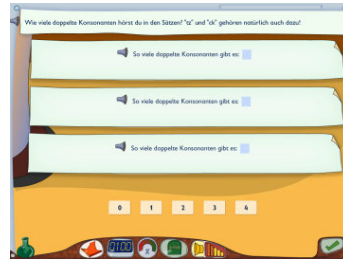 Wie viele doppelte Konsonanten hörst du in den Sätzen? "tz" und "ck" gehören natürlich auch dazu!
So viele doppelte Konsonanten gibt es:
So viele doppelte Konsonanten gibt es:
So viele doppelte Konsonanten gibt es:
0 1 2 3 4
0100